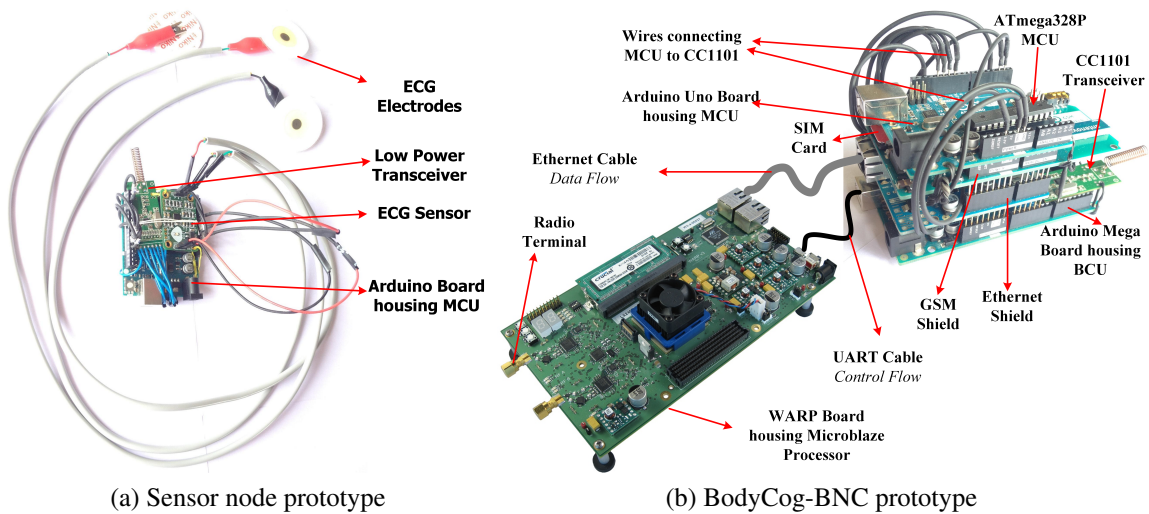 ECG
Electrodes
Low Power
Transceiver
ECG Sensor
Arduino Board
housing MCU
(a) Sensor node prototype
Wires connecting
MCU to CC1101
ATmega328P
MCU
CC1101
Transceiver
Arduino Uno Board
housing MCU
SIM
Card
Ethernet Cable
Data Flow
Radio
Terminal
Arduino Mega
Board housing
BCU
GSM
Shield
Ethernet
Shield
UART Cable
Control Flow
WARP Board
housing Microblaze
Processor
(b) BodyCog-BNC prototype